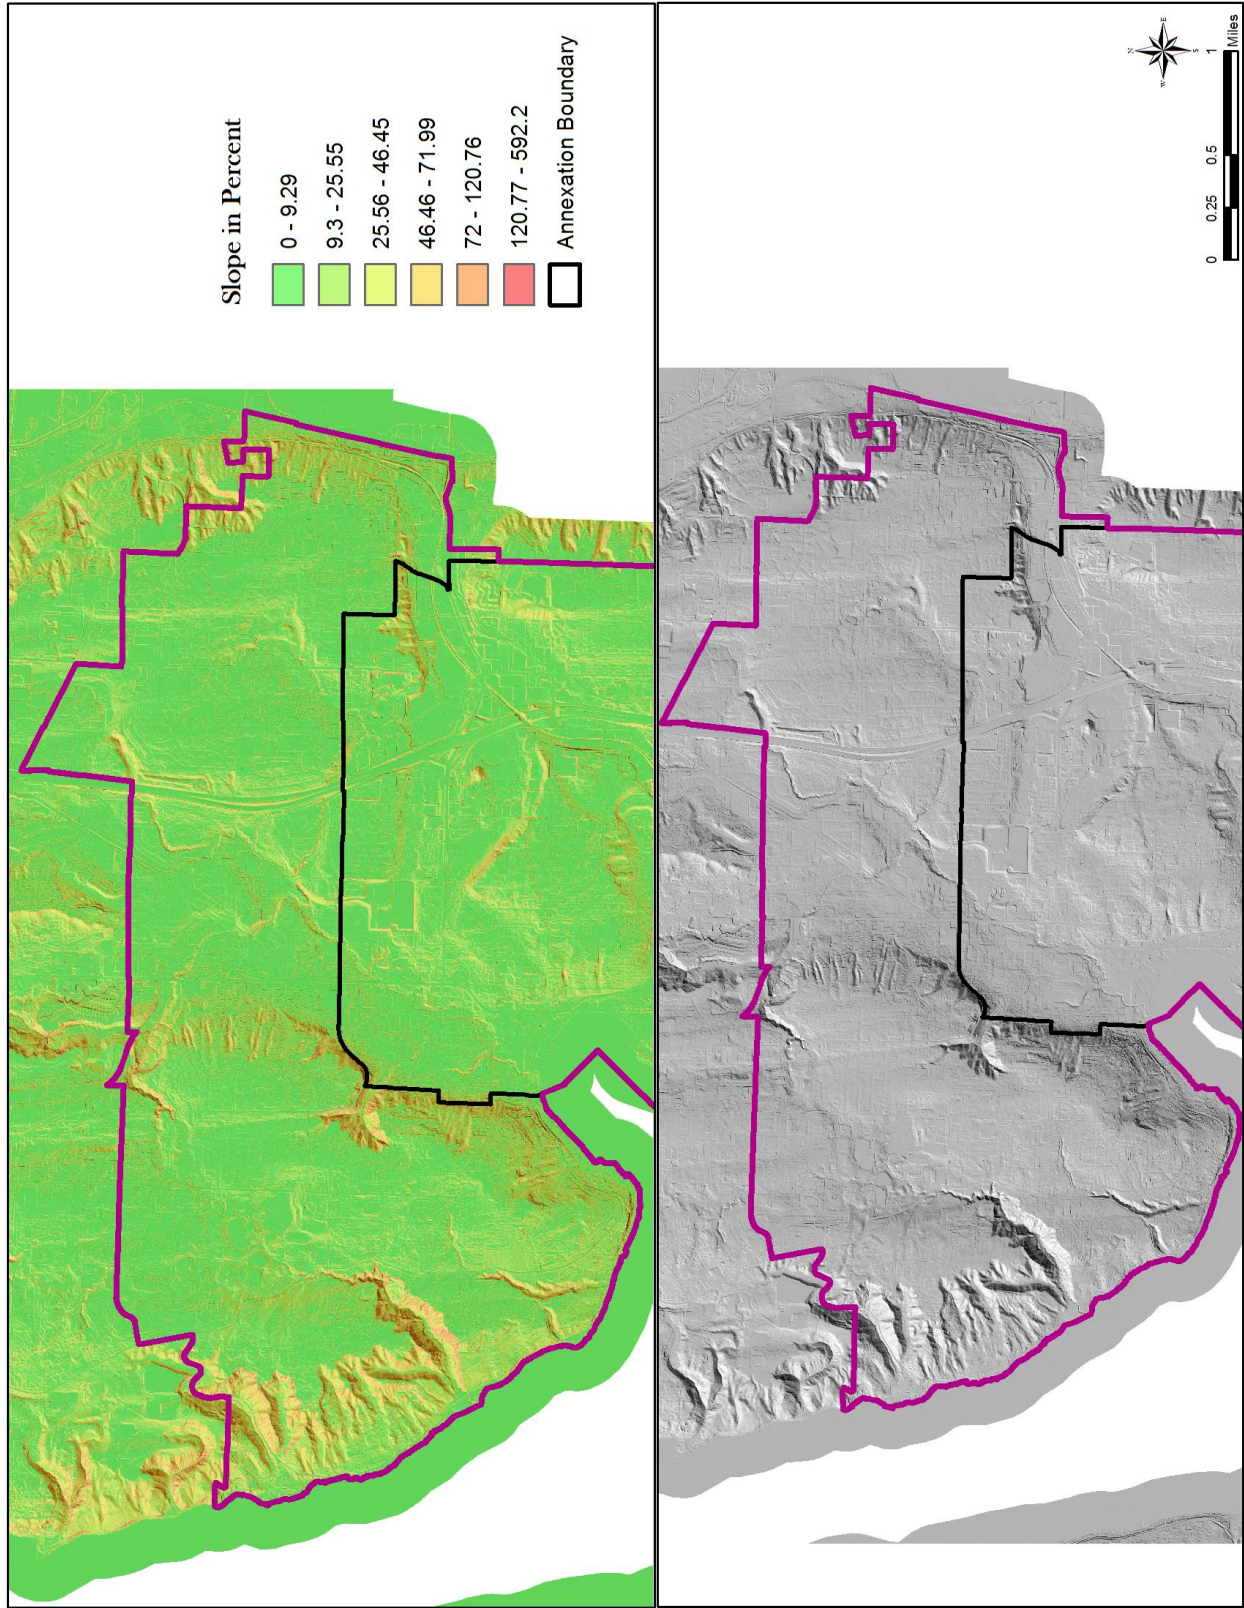 Slope in Percent
0 - 9.29
9.3 - 25.55
25.56 - 46.45
46.46 - 71.99
72 - 120.76
120.77 - 592.2
Annexation Boundary
N
E
S
W
0 0.25 0.5 1
Miles